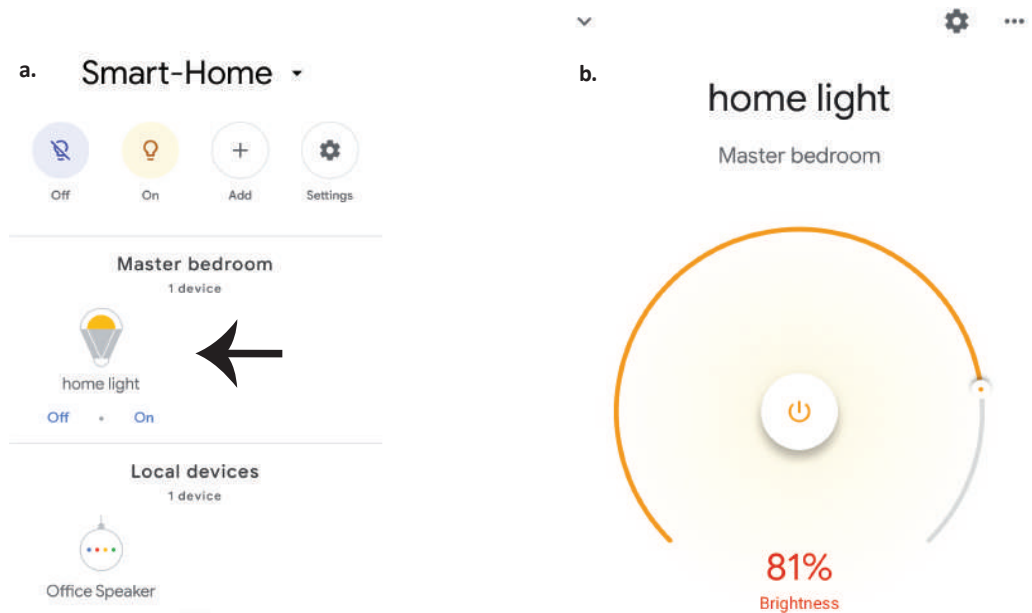 a.
Smart-Home
Off
On
Add
Settings
Master bedroom
1 device
home light
Off • On
Local devices
1 device
Office Speaker
b.
home light
Master bedroom
81%
Brightness